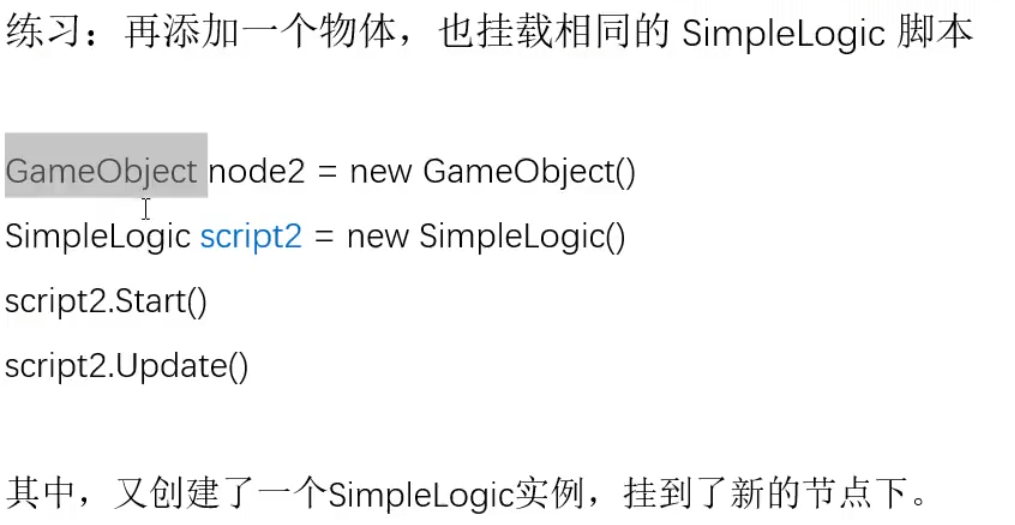 练习：再添加一个物体，也挂载相同的 SimpleLogic 脚本
GameObject node2 = new GameObject()
SimpleLogic script2 = new SimpleLogic()
script2.Start()
script2.Update()
其中，又创建了一个SimpleLogic实例，挂到了新的节点下。